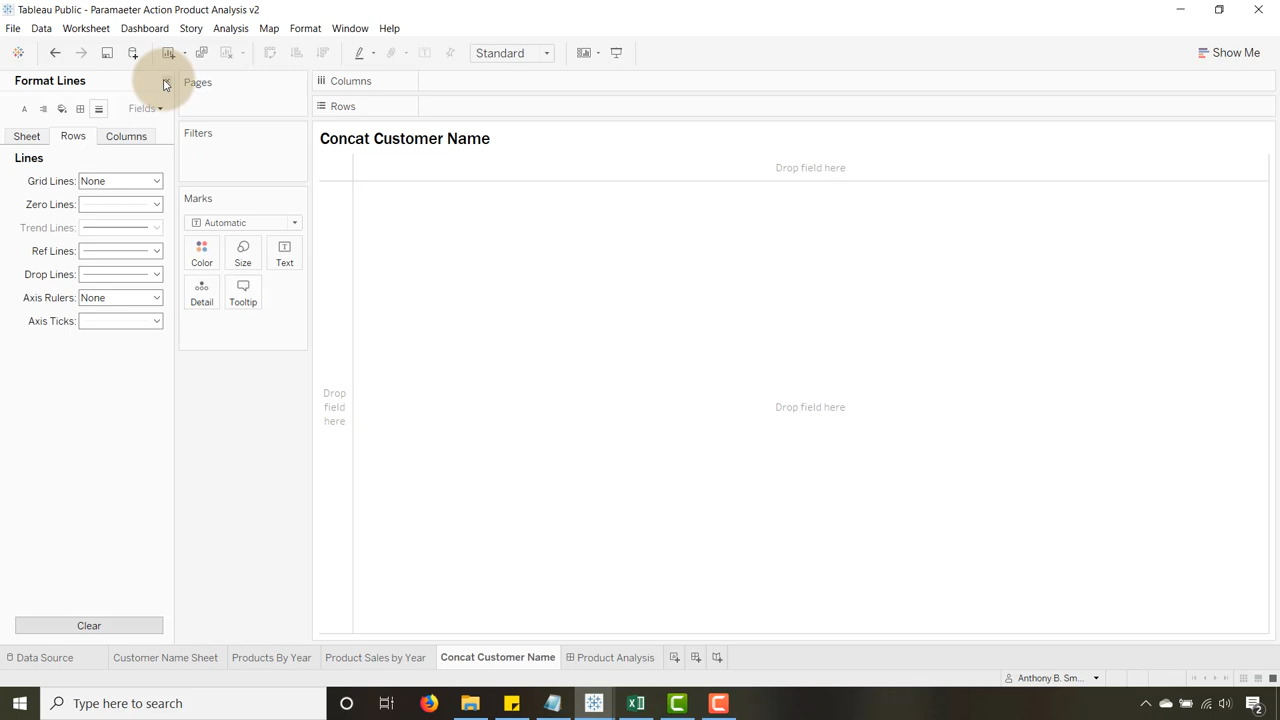 Tableau Public - Paramaeter Action Product Analysis v2
File Data Worksheet Dashboard Story Analysis Map Format Window Help
Standard
Show Me
Format Lines
Fields
Sheet Rows Columns
Lines
Grid Lines: None
Zero Lines:
Trend Lines:
Ref Lines:
Drop Lines:
Axis Rulers: None
Axis Ticks:
Clear
Pages
Filters
Marks
Automatic
Color Size Text
Detail Tooltip
Columns
Rows
Concat Customer Name
Drop field here
Drop
field
here
Drop field here
Data Source Customer Name Sheet Products By Year Product Sales by Year Concat Customer Name Product Analysis
Anthony B. Sm...
Type here to search
2